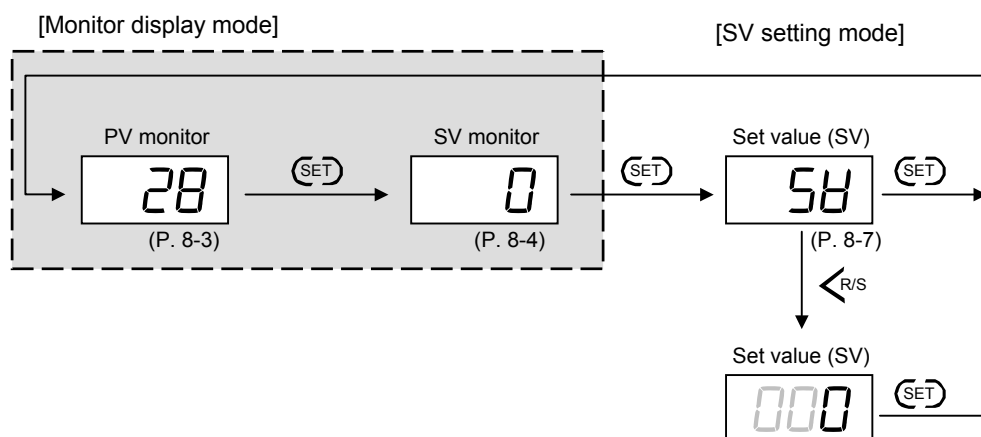 [Monitor display mode]
[SV setting mode]
PV monitor
SV monitor
Set value (SV)
28
SET
0
SET
SV
SET
(P. 8-3)
(P. 8-4)
(P. 8-7)
R/S
Set value (SV)
0000
SET